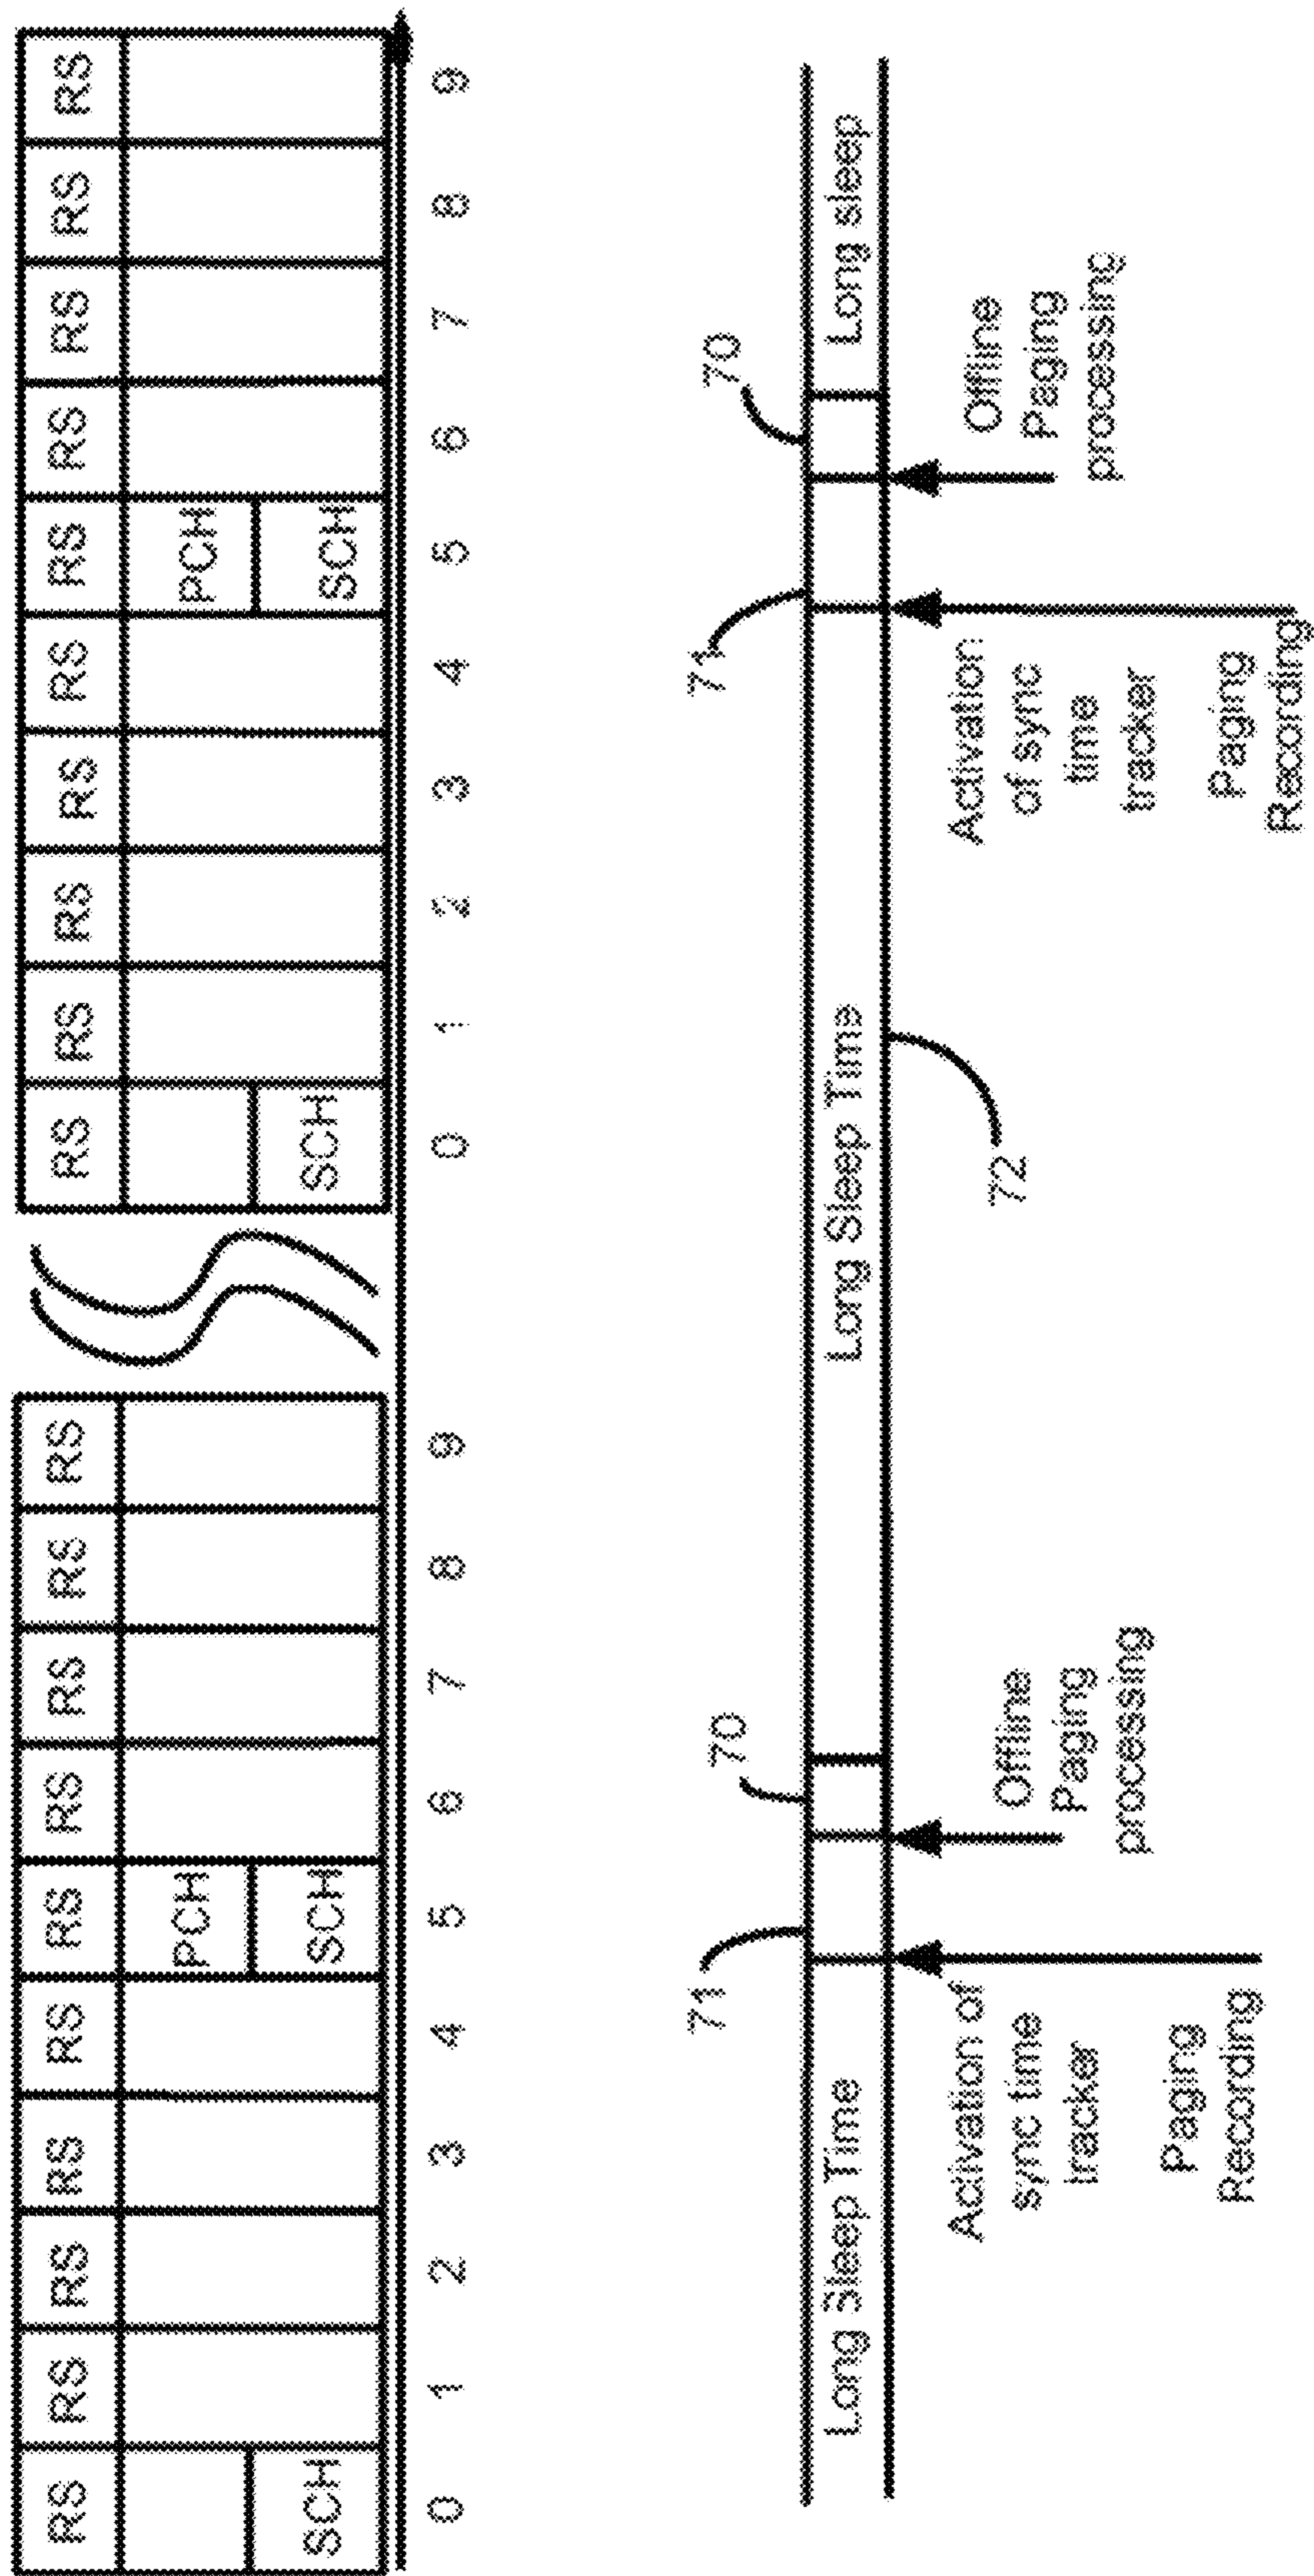 RS RS RS RS RS RS RS RS RS RS RS RS RS RS RS RS RS RS RS RS
PCH PCH
SCH SCH SCH SCH
0 1 2 3 4 5 6 7 8 9 0 1 2 3 4 5 6 7 8 9
71 70 71 70
Long Sleep Time Long Sleep Time Long sleep
72
Activation of
sync time
tracker
Paging
Recording
Offline
Paging
processing
Activation
of sync
time
tracker
Paging
Recording
Offline
Paging
processing